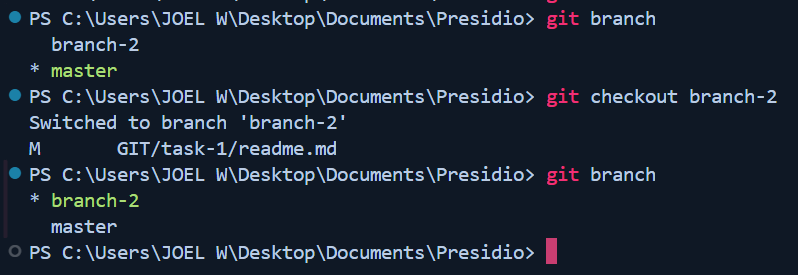 PS C:\Users\JOEL W\Desktop\Documents\Presidio> git branch
  branch-2
* master
PS C:\Users\JOEL W\Desktop\Documents\Presidio> git checkout branch-2
Switched to branch 'branch-2'
M       GIT/task-1/readme.md
PS C:\Users\JOEL W\Desktop\Documents\Presidio> git branch
* branch-2
  master
PS C:\Users\JOEL W\Desktop\Documents\Presidio>